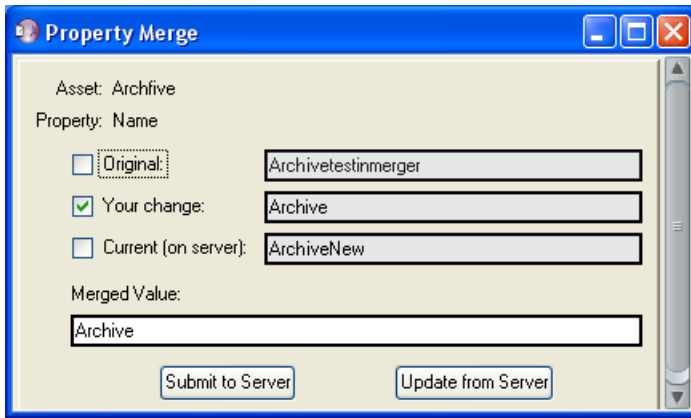 Property Merge
Asset: Archfive
Property: Name
Original: Archivetestinmerger
Your change: Archive
Current (on server): ArchiveNew
Merged Value:
Archive
Submit to Server Update from Server